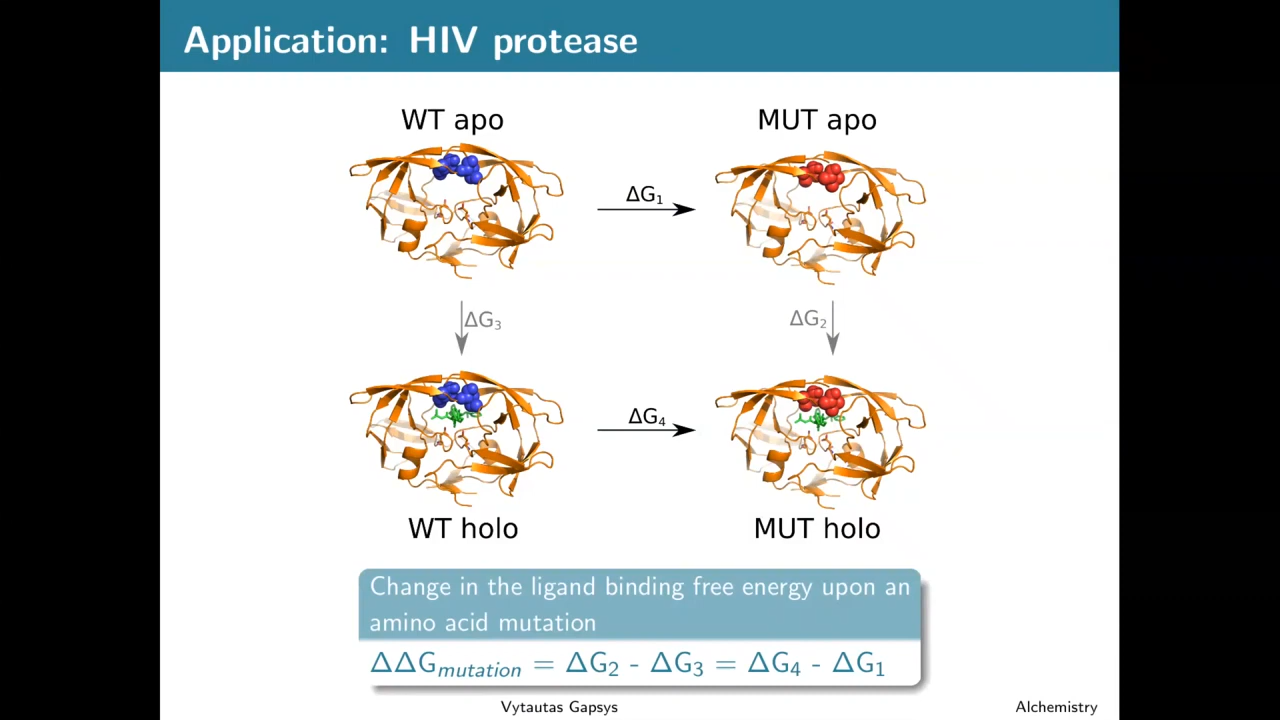 Application: HIV protease
WT apo
MUT apo
ΔG₁
ΔG₃
ΔG₂
ΔG₄
WT holo
MUT holo
Change in the ligand binding free energy upon an
amino acid mutation
ΔΔGmutation = ΔG₂ - ΔG₃ = ΔG₄ - ΔG₁
Vytautas Gapsys
Alchemistry